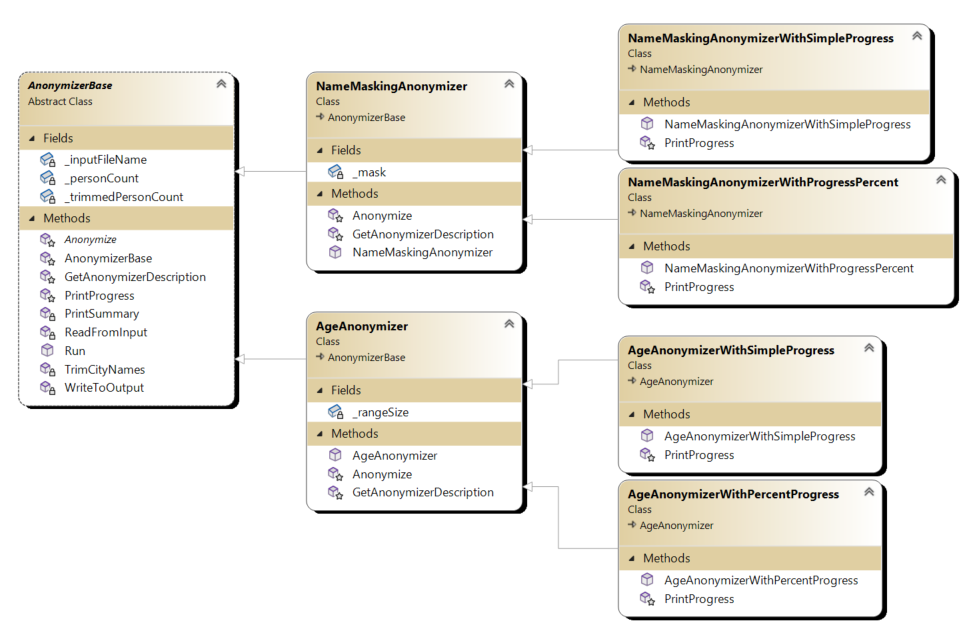 AnonymizerBase
Abstract Class
Fields
_inputFileName
_personCount
_trimmedPersonCount
Methods
Anonymize
AnonymizerBase
GetAnonymizerDescription
PrintProgress
PrintSummary
ReadFromInput
Run
TrimCityNames
WriteToOutput
NameMaskingAnonymizer
Class
AnonymizerBase
Fields
_mask
Methods
Anonymize
GetAnonymizerDescription
NameMaskingAnonymizer
AgeAnonymizer
Class
AnonymizerBase
Fields
_rangeSize
Methods
AgeAnonymizer
Anonymize
GetAnonymizerDescription
NameMaskingAnonymizerWithSimpleProgress
Class
NameMaskingAnonymizer
Methods
NameMaskingAnonymizerWithSimpleProgress
PrintProgress
NameMaskingAnonymizerWithProgressPercent
Class
NameMaskingAnonymizer
Methods
NameMaskingAnonymizerWithProgressPercent
PrintProgress
AgeAnonymizerWithSimpleProgress
Class
AgeAnonymizer
Methods
AgeAnonymizerWithSimpleProgress
PrintProgress
AgeAnonymizerWithPercentProgress
Class
AgeAnonymizer
Methods
AgeAnonymizerWithPercentProgress
PrintProgress